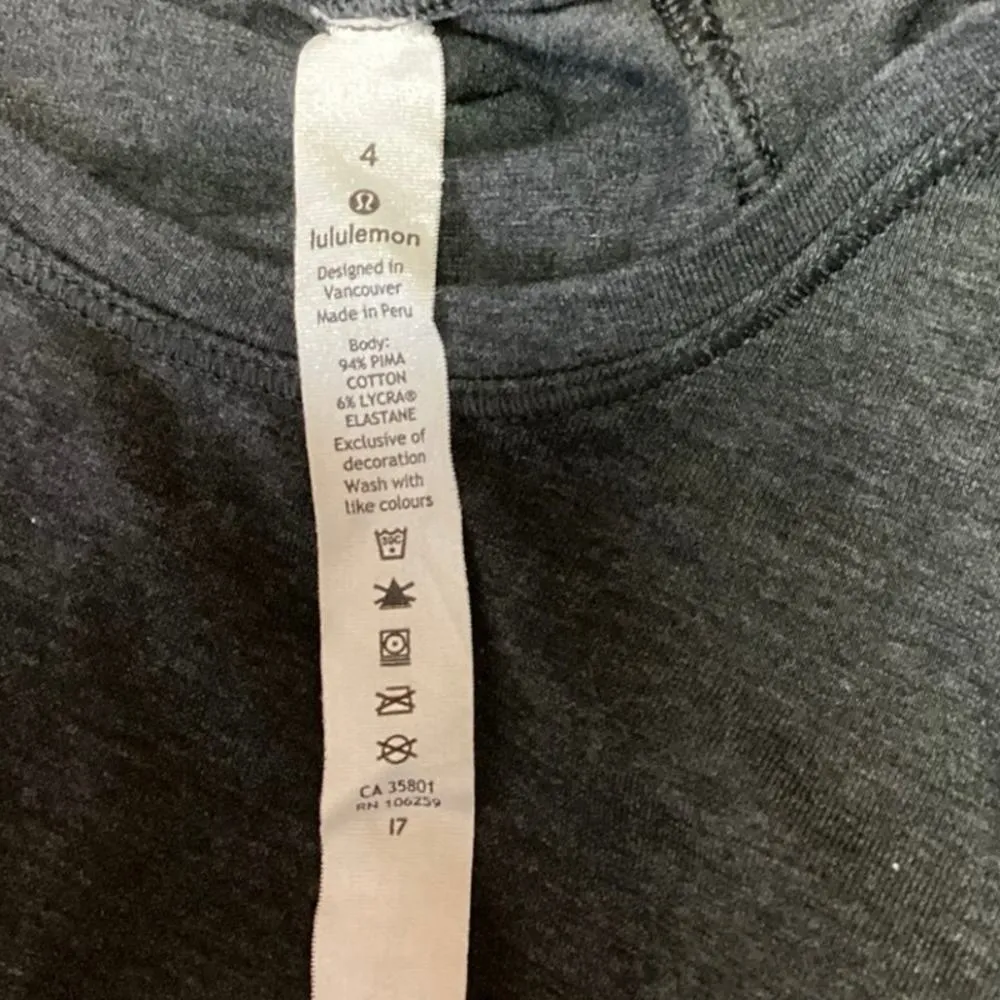 4
lululemon
Designed in
Vancouver
Made in Peru
Body:
94% PIMA
COTTON
6% LYCRA®
ELASTANE
Exclusive of
decoration
Wash with
like colours
30C
CA 35801
RN 106259
17